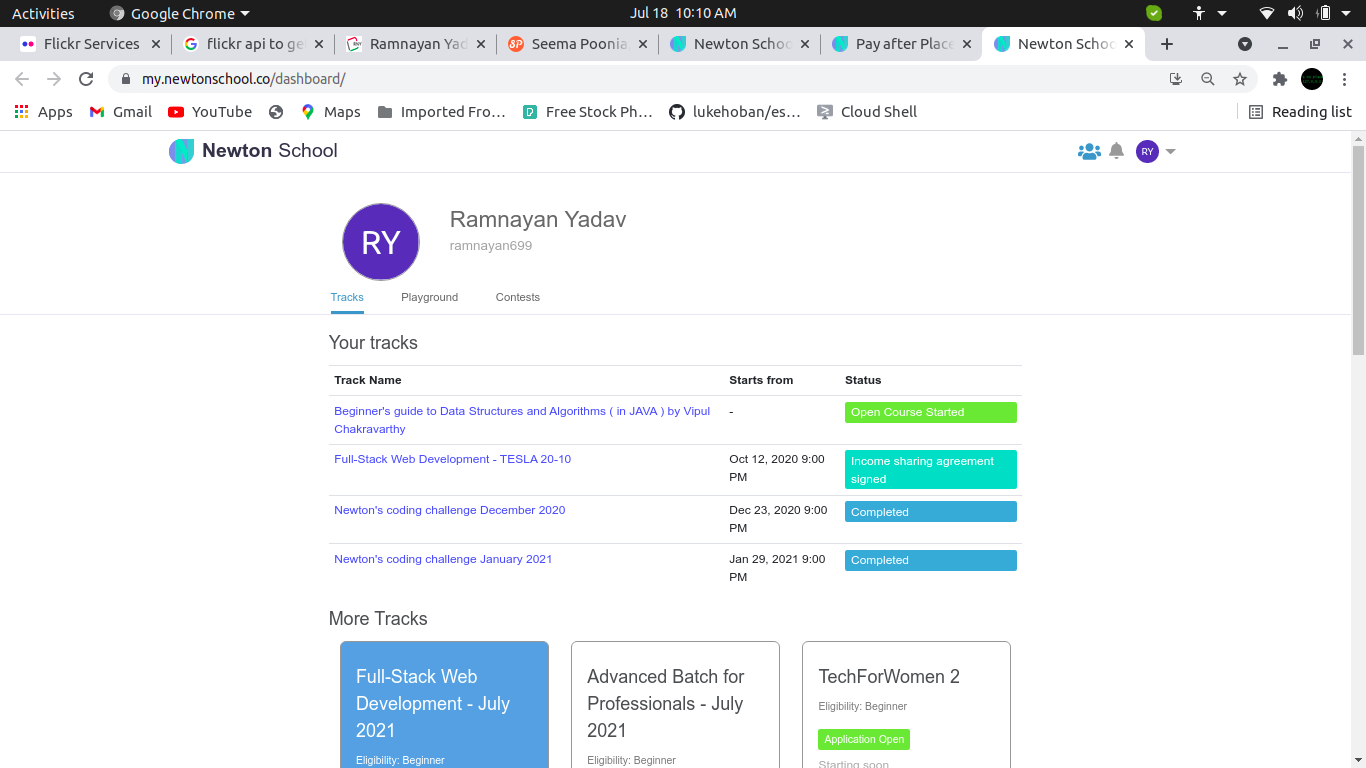 Activities Google Chrome Jul 18 10:10 AM
Flickr Services flickr api to ge Ramnayan Yad Seema Poonia Newton Schoo Pay after Place Newton Schoo
my.newtonschool.co/dashboard/
Apps Gmail YouTube Maps Imported Fro… Free Stock Ph… lukehoban/es… Cloud Shell Reading list
Newton School RY
RY
Ramnayan Yadav
ramnayan699
Tracks Playground Contests
Your tracks
Track Name Starts from Status
Beginner's guide to Data Structures and Algorithms ( in JAVA ) by Vipul - Open Course Started
Chakravarthy
Full-Stack Web Development - TESLA 20-10 Oct 12, 2020 9:00 Income sharing agreement
PM signed
Newton's coding challenge December 2020 Dec 23, 2020 9:00 Completed
PM
Newton's coding challenge January 2021 Jan 29, 2021 9:00 Completed
PM
More Tracks
Full-Stack Web Advanced Batch for TechForWomen 2
Development - July Professionals - July Eligibility: Beginner
2021 2021 Application Open
Eligibility: Beginner Eligibility: Beginner Starting soon